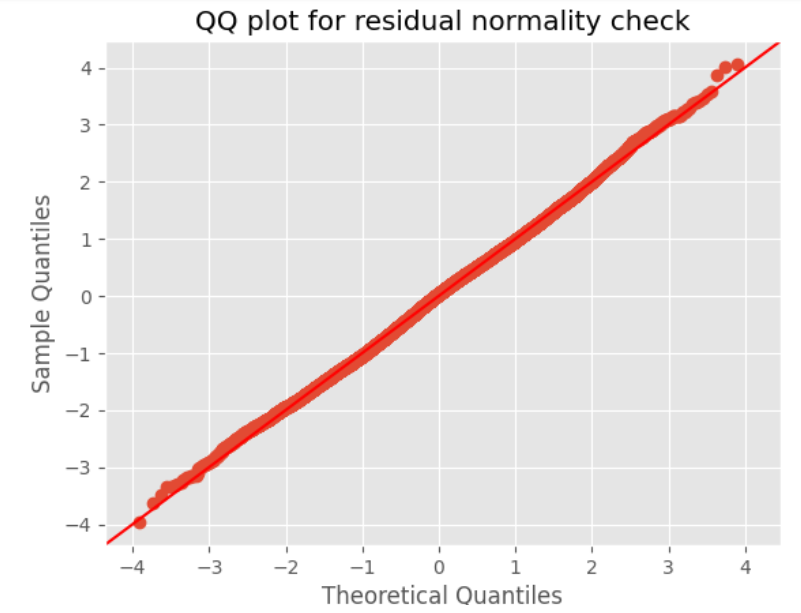 QQ plot for residual normality check
Sample Quantiles
4
3
2
1
0
−1
−2
−3
−4
−4 −3 −2 −1 0 1 2 3 4
Theoretical Quantiles